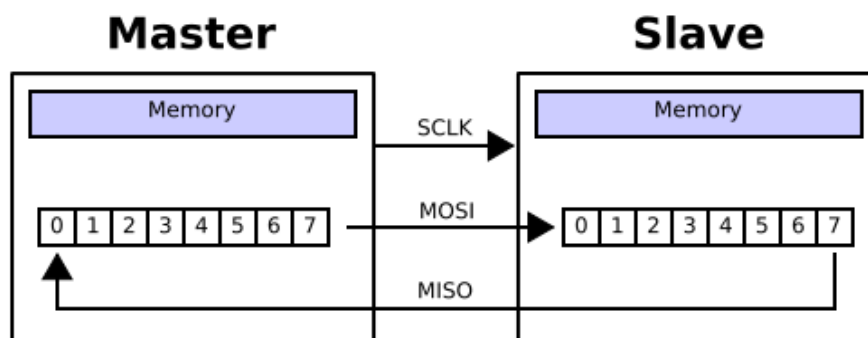 Master Slave
Memory Memory
SCLK
MOSI
0 1 2 3 4 5 6 7 0 1 2 3 4 5 6 7
MISO